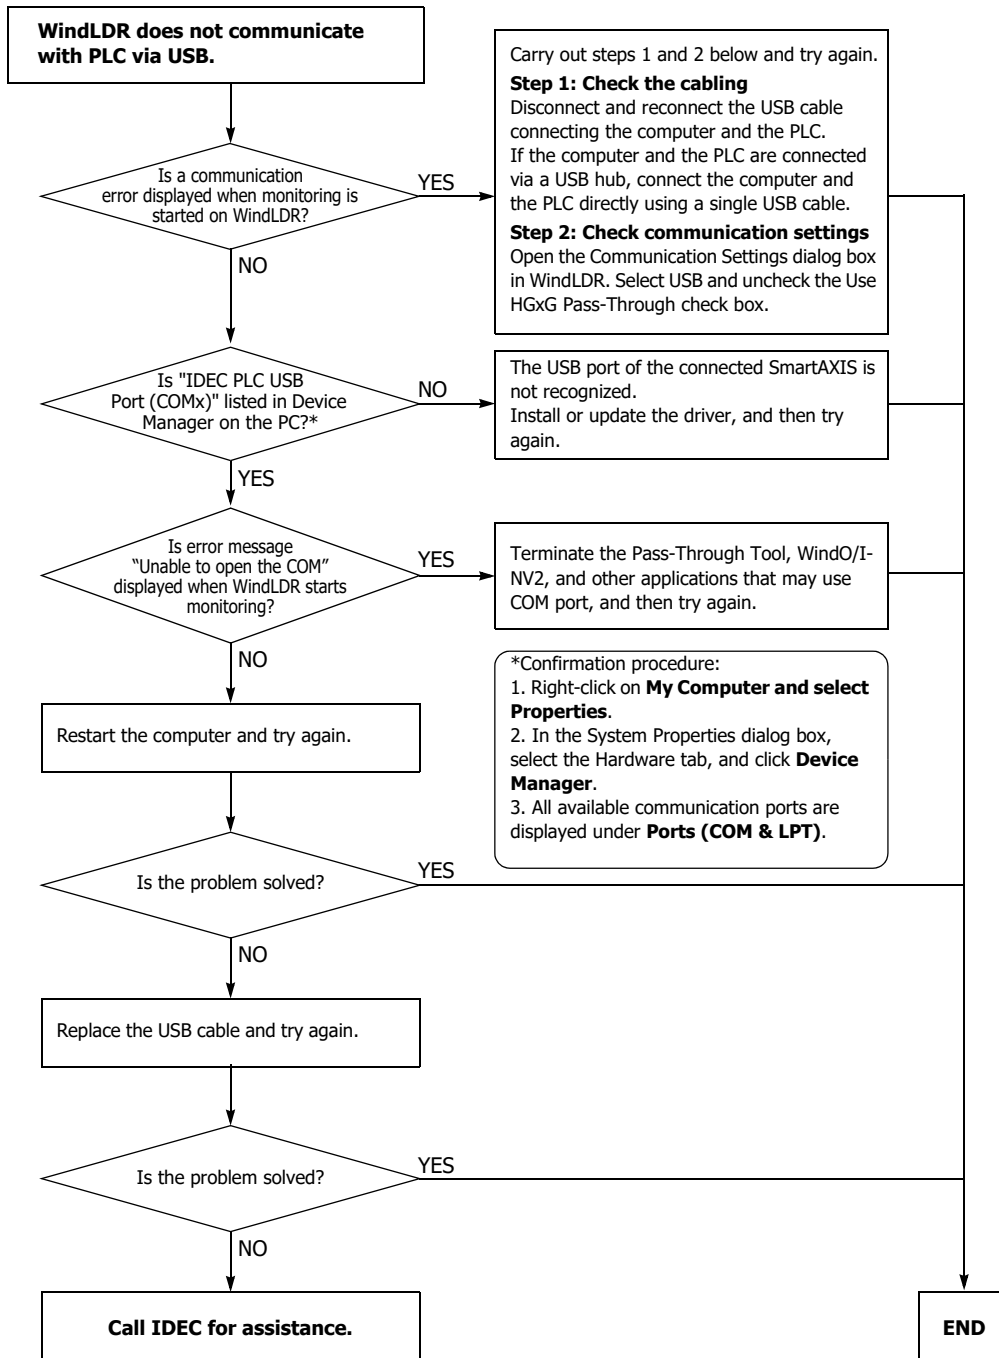 WindLDR does not communicate
with PLC via USB.
Is a communication
error displayed when monitoring is
started on WindLDR?
YES
Carry out steps 1 and 2 below and try again.
Step 1: Check the cabling
Disconnect and reconnect the USB cable
connecting the computer and the PLC.
If the computer and the PLC are connected
via a USB hub, connect the computer and
the PLC directly using a single USB cable.
Step 2: Check communication settings
Open the Communication Settings dialog box
in WindLDR. Select USB and uncheck the Use
HGxG Pass-Through check box.
NO
Is "IDEC PLC USB
Port (COMx)" listed in Device
Manager on the PC?*
NO
The USB port of the connected SmartAXIS is
not recognized.
Install or update the driver, and then try
again.
YES
Is error message
“Unable to open the COM”
displayed when WindLDR starts
monitoring?
YES
Terminate the Pass-Through Tool, WindO/I-
NV2, and other applications that may use
COM port, and then try again.
NO
*Confirmation procedure:
1. Right-click on My Computer and select
Properties.
2. In the System Properties dialog box,
select the Hardware tab, and click Device
Manager.
3. All available communication ports are
displayed under Ports (COM & LPT).
Restart the computer and try again.
Is the problem solved?
YES
NO
Replace the USB cable and try again.
Is the problem solved?
YES
NO
Call IDEC for assistance.
END